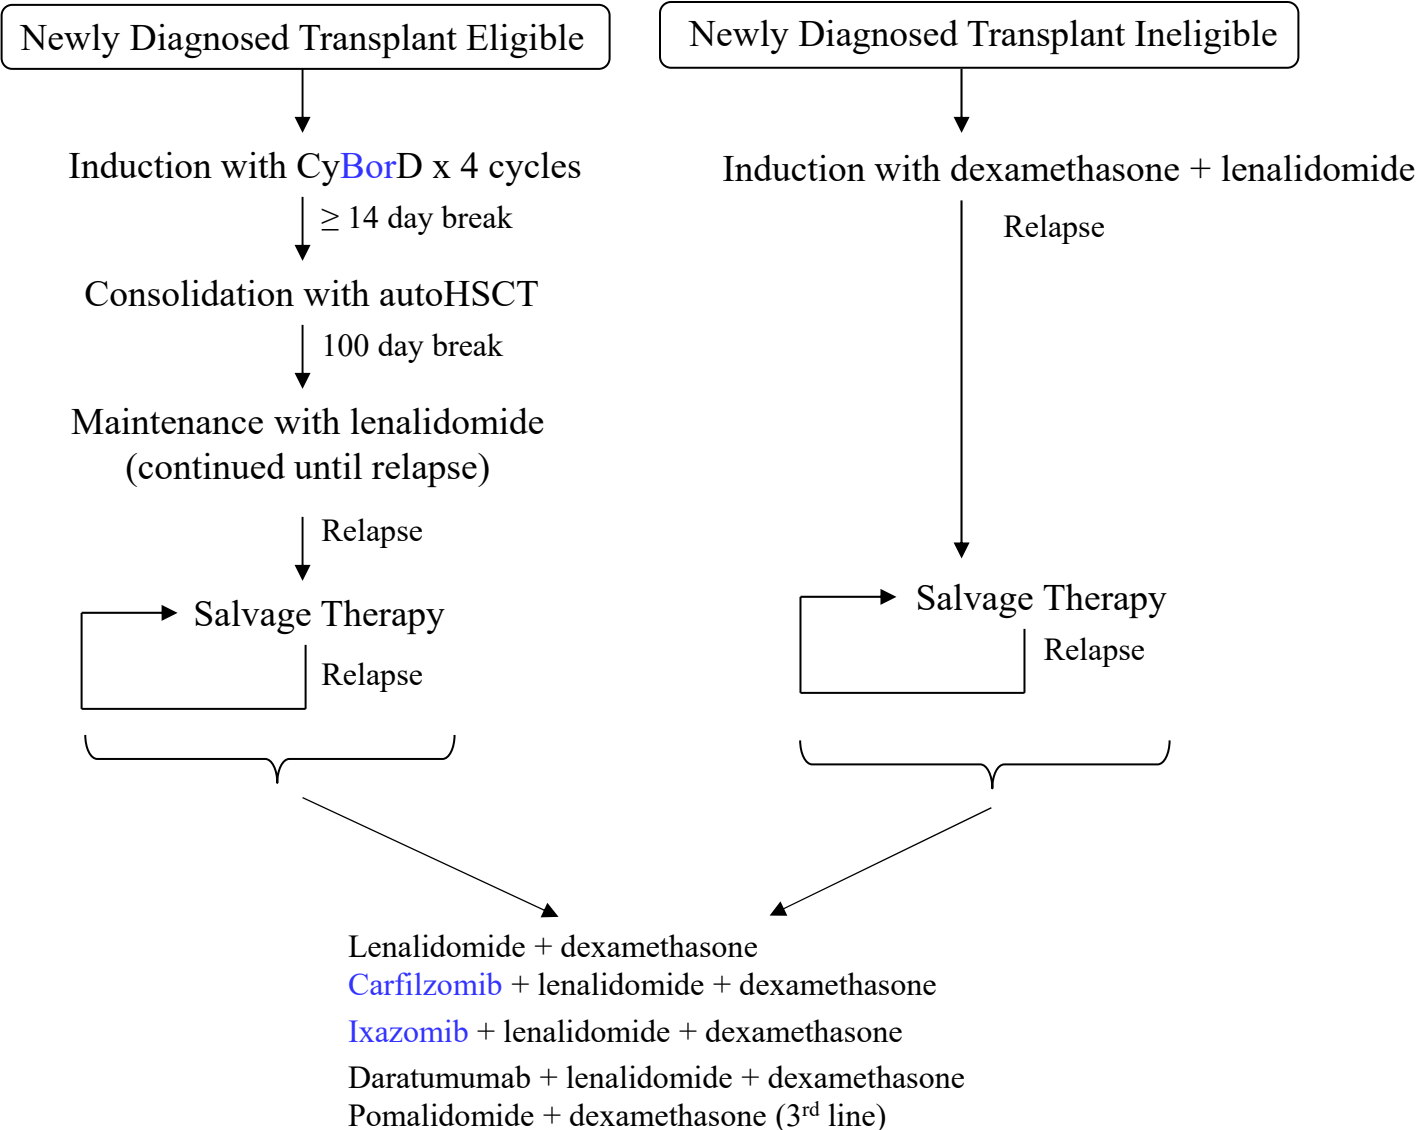 Newly Diagnosed Transplant Eligible
Induction with CyBorD x 4 cycles
≥ 14 day break
Consolidation with autoHSCT
100 day break
Maintenance with lenalidomide
(continued until relapse)
Relapse
Salvage Therapy
Relapse
Newly Diagnosed Transplant Ineligible
Induction with dexamethasone + lenalidomide
Relapse
Salvage Therapy
Relapse
Lenalidomide + dexamethasone
Carfilzomib + lenalidomide + dexamethasone
Ixazomib + lenalidomide + dexamethasone
Daratumumab + lenalidomide + dexamethasone
Pomalidomide + dexamethasone (3rd line)